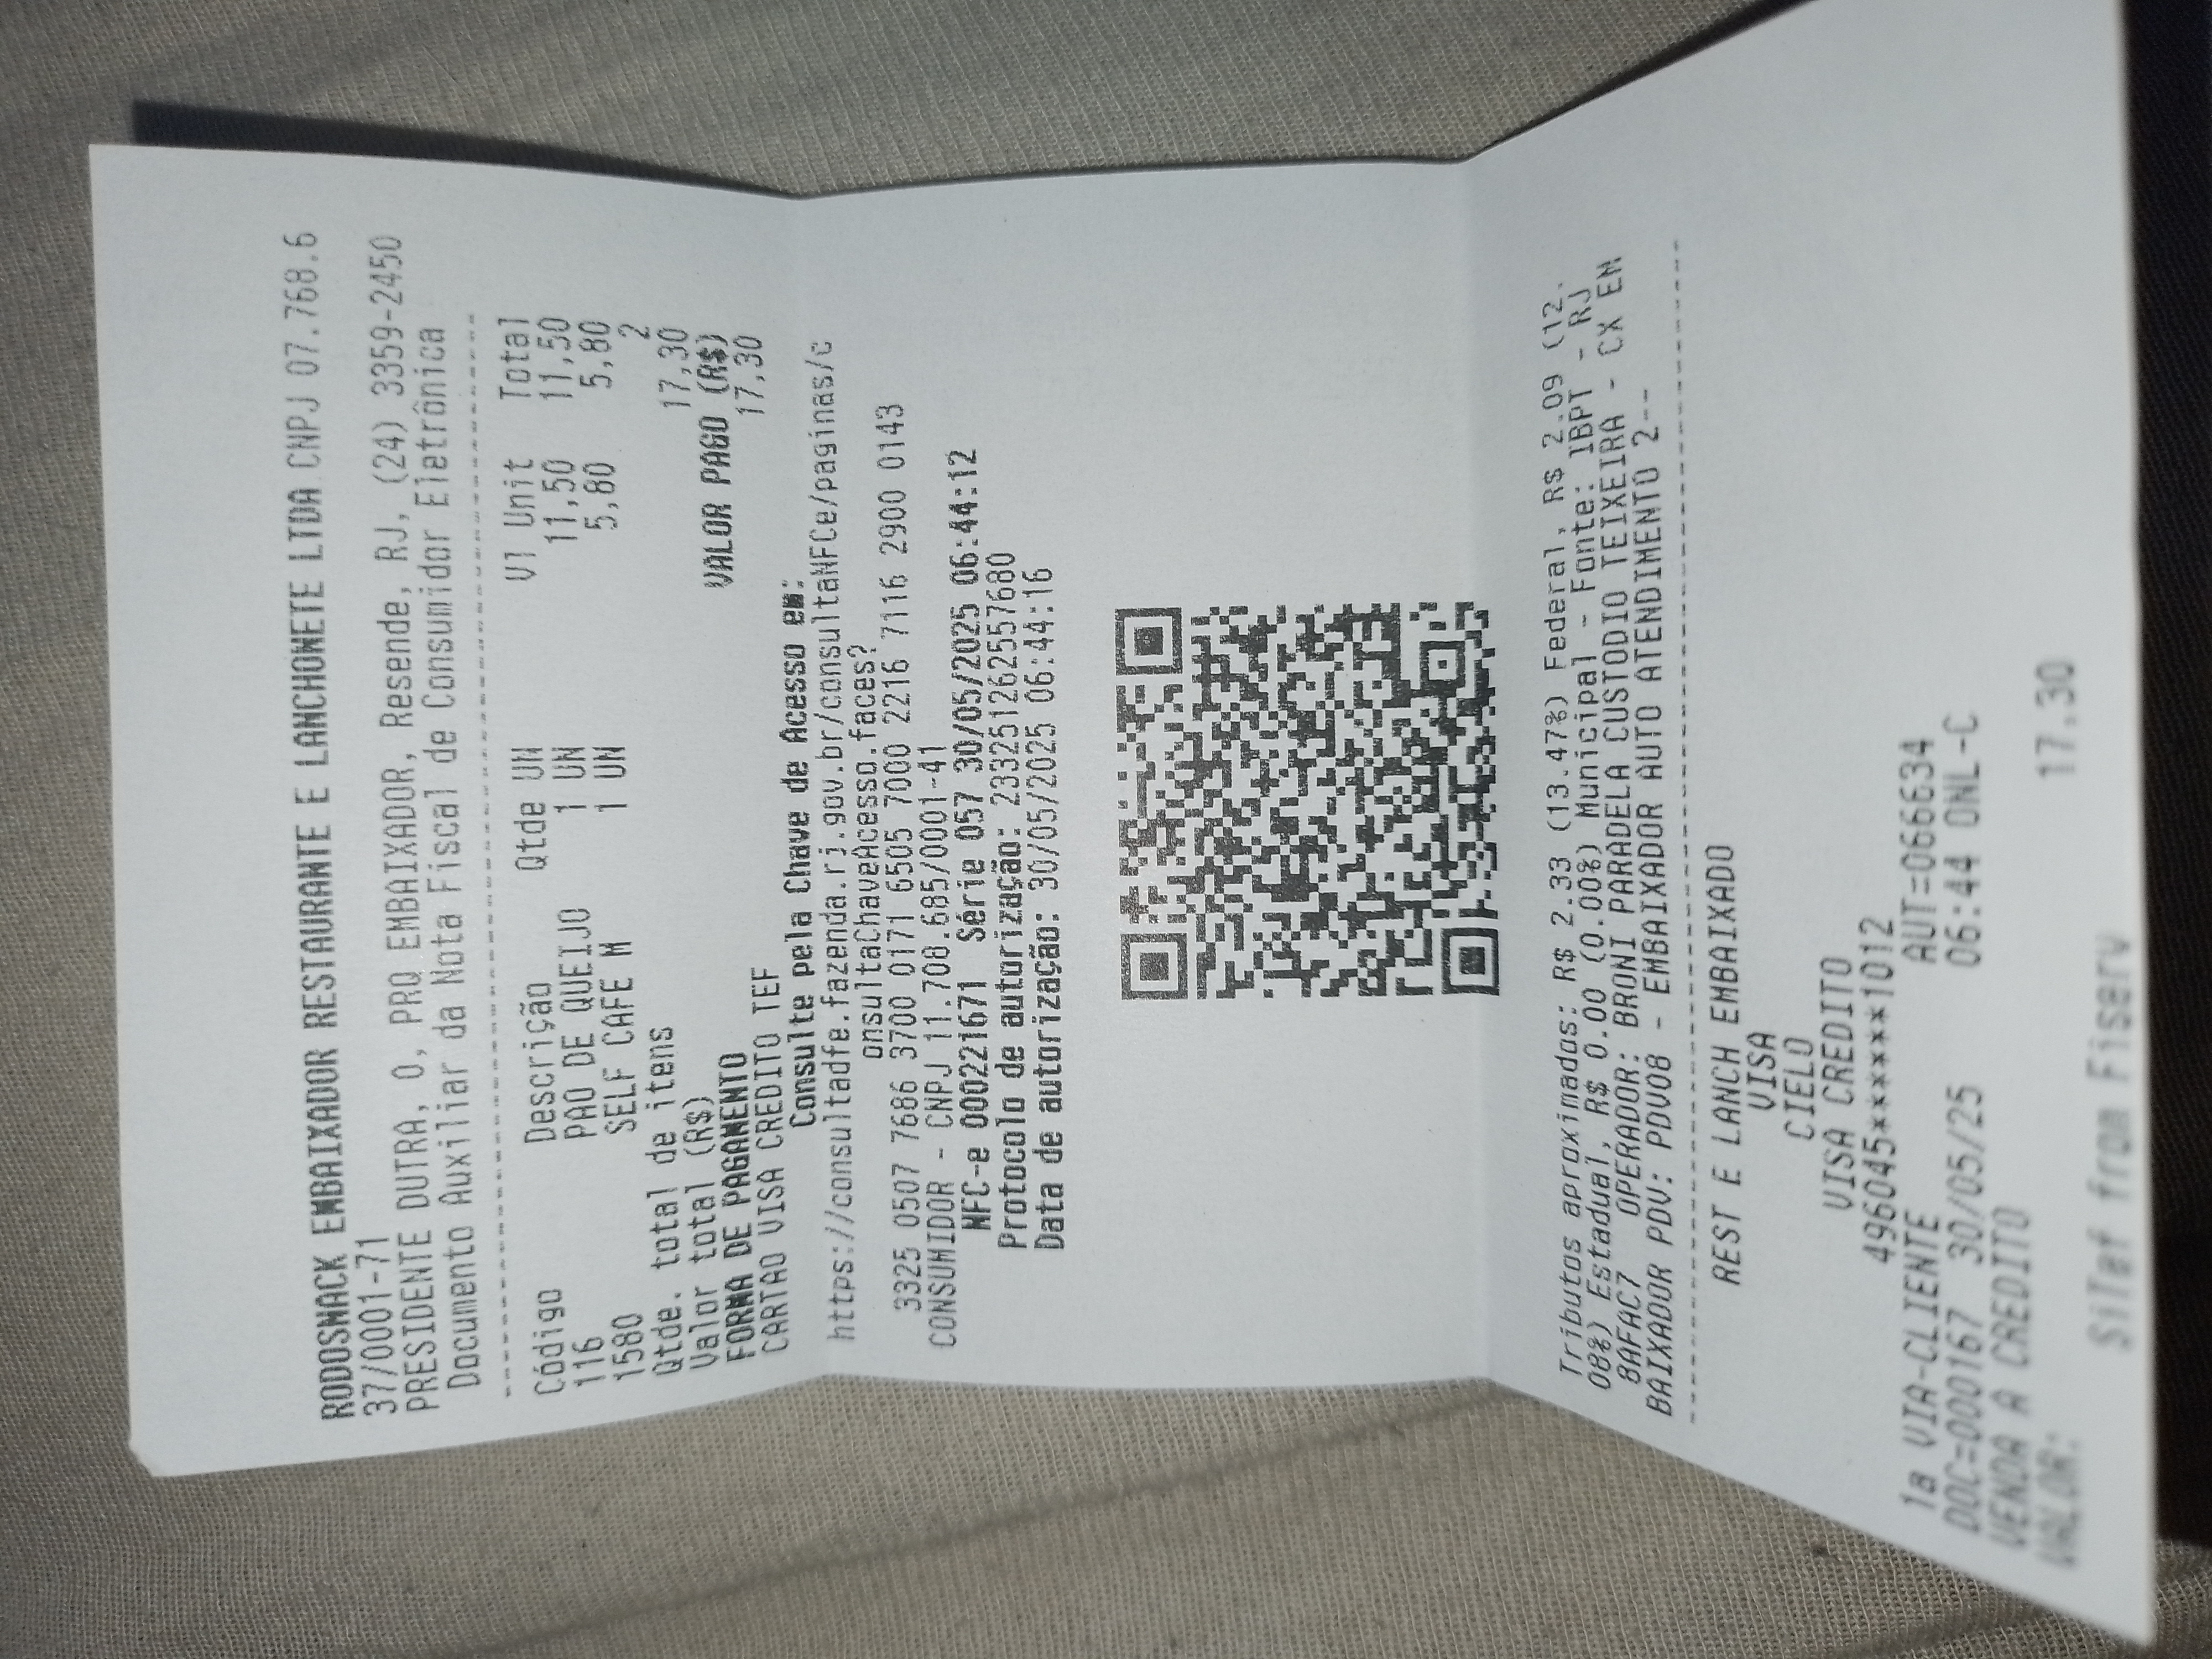 RODOSNACK EMBAIXADOR RESTAURANTE E LANCHONETE LTDA CNPJ 07.768.6
37/0001-71
PRESIDENTE DUTRA, 0, PRQ EMBAIXADOR, Resende, RJ, (24) 3359-2450
Documento Auxiliar da Nota Fiscal de Consumidor Eletrônica
Código Descrição Qtde UN Vl Unit Total
116 PAO DE QUEIJO 1 UN 11,50 11,50
1580 SELF CAFE M 1 UN 5,80 5,80
Qtde. total de itens 2
Valor total (R$) 17,30
FORMA DE PAGAMENTO VALOR PAGO (R$)
CARTAO VISA CREDITO TEF 17,30
Consulte pela Chave de Acesso em:
https://consultadfe.fazenda.rj.gov.br/consultaNFCe/paginas/c
onsultaChaveAcesso.faces?
3325 0507 7686 3700 0171 6505 7000 2216 7116 2900 0143
CONSUMIDOR - CNPJ 11.708.685/0001-41
NFC-e 000221671 Série 057 30/05/2025 06:44:12
Protocolo de autorização: 233251262557680
Data de autorização: 30/05/2025 06:44:16
Tributos aproximados: R$ 2.33 (13.47%) Federal, R$ 2.09 (12.
08%) Estadual, R$ 0.00 (0.00%) Municipal - Fonte: IBPT - RJ
8AFAC7 OPERADOR: BRONI PARADELA CUSTODIO TEIXEIRA - CX EM
BAIXADOR PDV: PDV08 - EMBAIXADOR AUTO ATENDIMENTO 2--
REST E LANCH EMBAIXADO
VISA
CIELO
VISA CREDITO
496045******1012
1a VIA-CLIENTE AUT=066634
DOC=000167 30/05/25 06:44 ONL-C
VENDA A CREDITO
VALOR: 17.30
SiTef from Fiserv